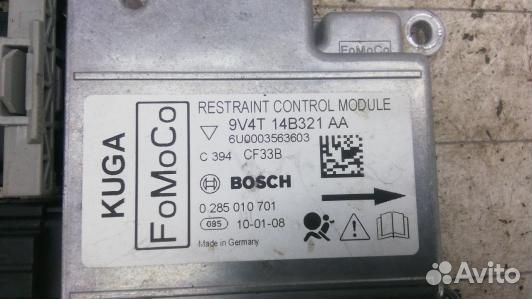 FoMoCo
KUGA
FoMoCo
RESTRAINT CONTROL MODULE
9V4T 14B321 AA
6U0003563603
C 394 CF33B
BOSCH
0 285 010 701
085 10-01-08
Made in Germany
Avito